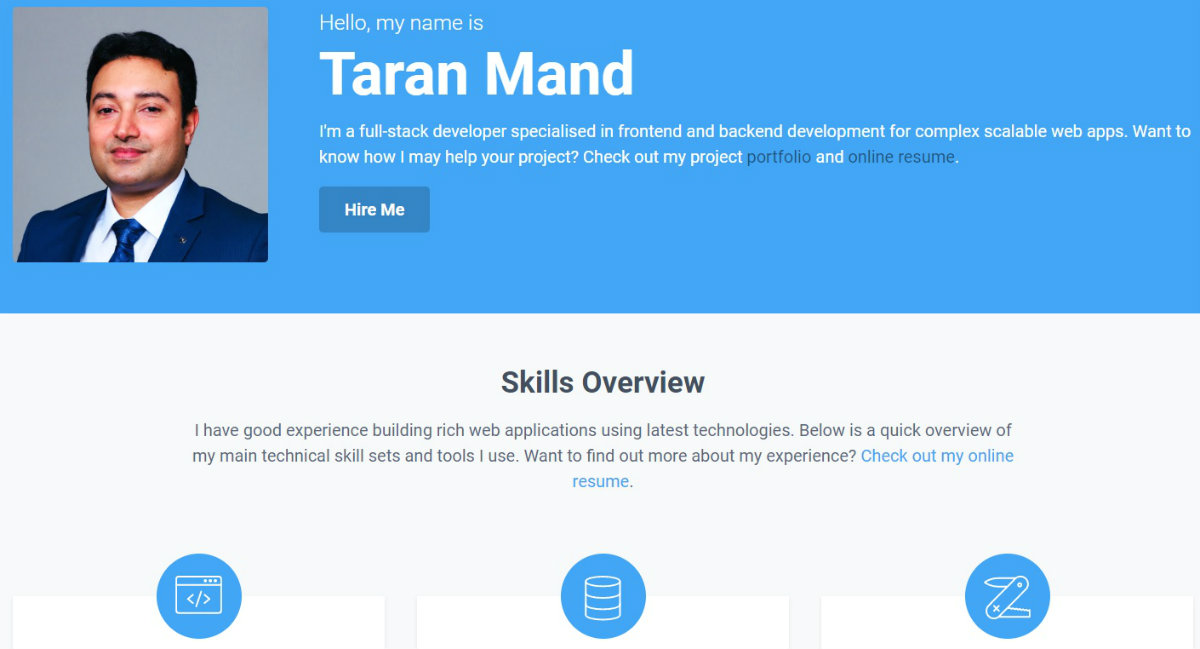 Hello, my name is
Taran Mand
I'm a full-stack developer specialised in frontend and backend development for complex scalable web apps. Want to
know how I may help your project? Check out my project portfolio and online resume.
Hire Me
Skills Overview
I have good experience building rich web applications using latest technologies. Below is a quick overview of
my main technical skill sets and tools I use. Want to find out more about my experience? Check out my online
resume.